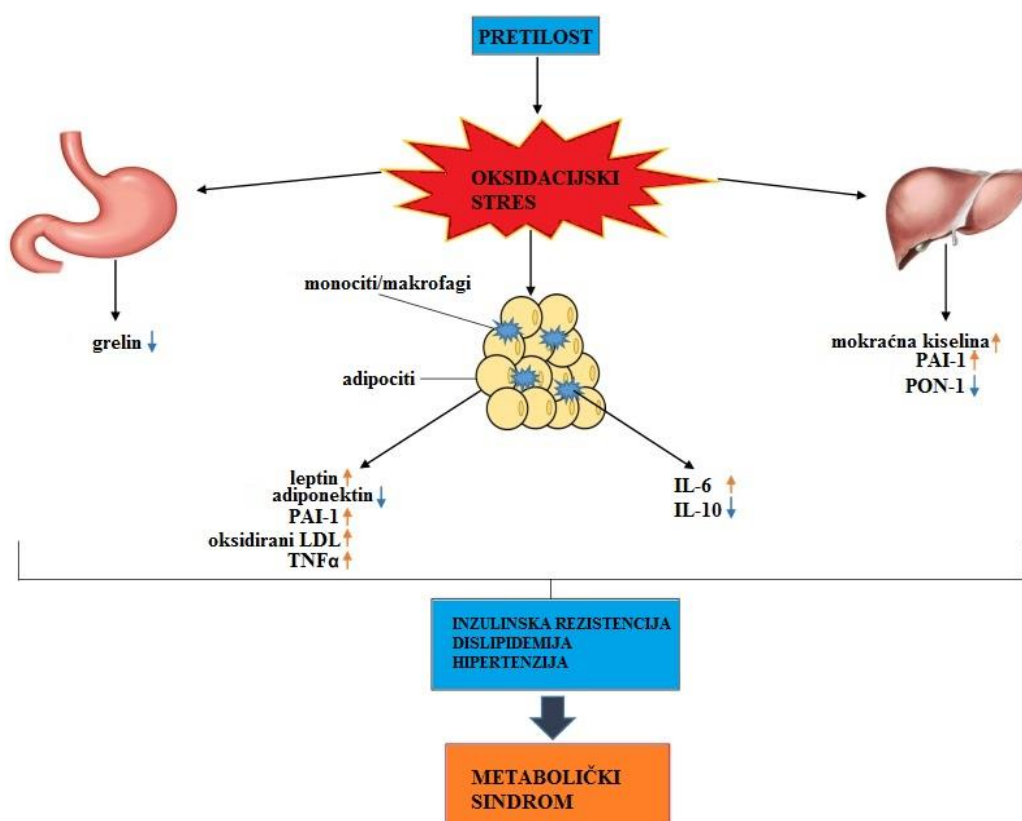 PRETILOST
OKSIDACIJSKI
STRES
monociti/makrofagi
adipociti
grelin ↓
mokraćna kiselina ↑
PAI-1 ↑
PON-1 ↓
leptin ↑
adiponektin ↓
PAI-1 ↑
oksidirani LDL ↑
TNFα ↑
IL-6 ↑
IL-10 ↓
INZULINSKA REZISTENCIJA
DISLIPIDEMIJA
HIPERTENZIJA
METABOLIČKI
SINDROM